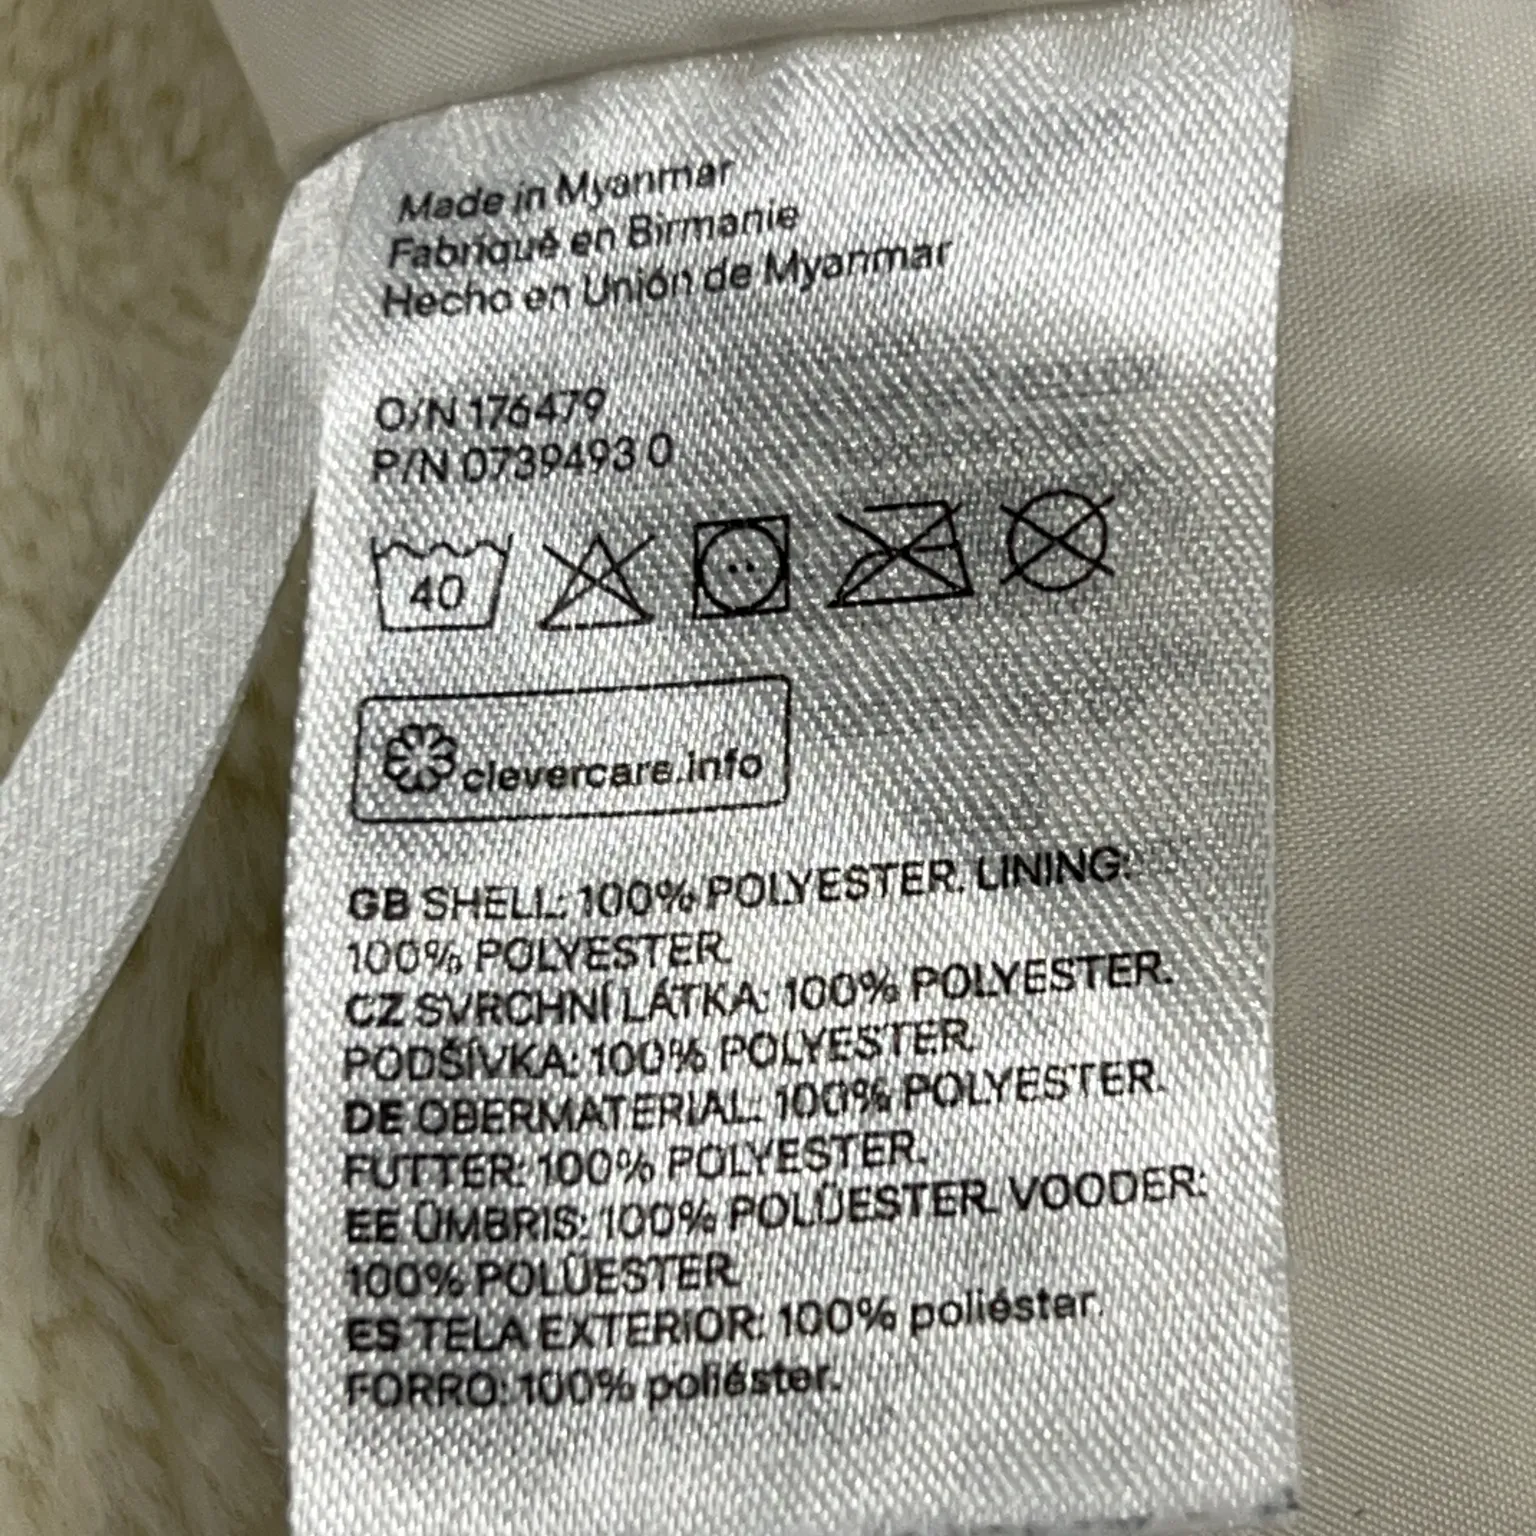 Made in Myanmar
Fabriqué en Birmanie
Hecho en Unión de Myanmar
O/N 176479
P/N 0739493 0
40
clevercare.info
GB SHELL: 100% POLYESTER. LINING:
100% POLYESTER.
CZ SVRCHNÍ LÁTKA: 100% POLYESTER.
PODŠÍVKA: 100% POLYESTER.
DE OBERMATERIAL: 100% POLYESTER.
FUTTER: 100% POLYESTER.
EE ÜMBRIS: 100% POLÜESTER. VOODER:
100% POLÜESTER.
ES TELA EXTERIOR: 100% poliéster.
FORRO: 100% poliéster.